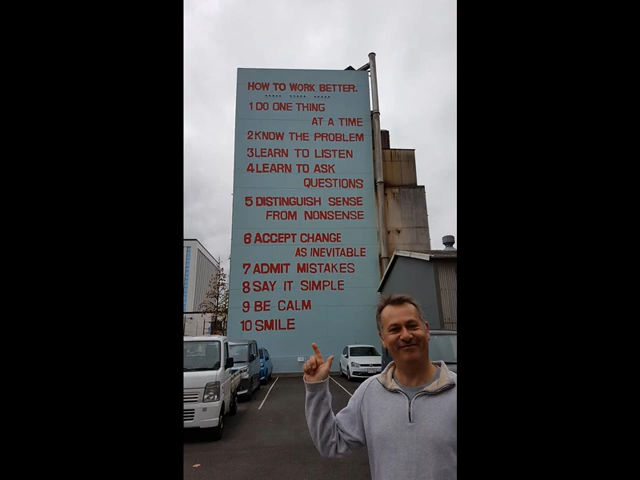 HOW TO WORK BETTER.
1 DO ONE THING
AT A TIME
2 KNOW THE PROBLEM
3 LEARN TO LISTEN
4 LEARN TO ASK
QUESTIONS
5 DISTINGUISH SENSE
FROM NONSENSE
6 ACCEPT CHANGE
AS INEVITABLE
7 ADMIT MISTAKES
8 SAY IT SIMPLE
9 BE CALM
10 SMILE